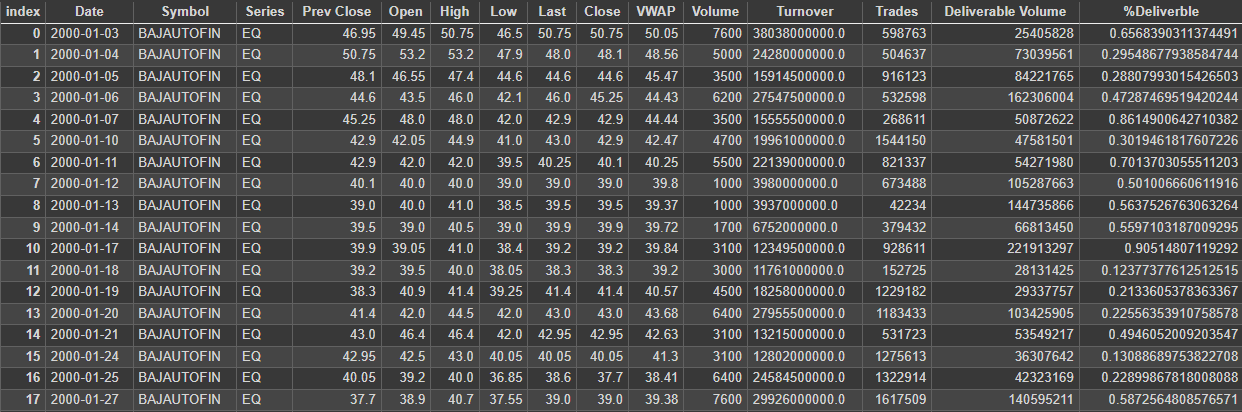 index Date Symbol Series Prev Close Open High Low Last Close VWAP Volume Turnover Trades Deliverable Volume %Deliverble
0 2000-01-03 BAJAUTOFIN EQ 46.95 49.45 50.75 46.5 50.75 50.75 50.05 7600 38038000000.0 598763 25405828 0.6568390311374491
1 2000-01-04 BAJAUTOFIN EQ 50.75 53.2 53.2 47.9 48.0 48.1 48.56 5000 24280000000.0 504637 73039561 0.29548677938584744
2 2000-01-05 BAJAUTOFIN EQ 48.1 46.55 47.4 44.6 44.6 44.6 45.47 3500 15914500000.0 916123 84221765 0.28807993015426503
3 2000-01-06 BAJAUTOFIN EQ 44.6 43.5 46.0 42.1 46.0 45.25 44.43 6200 27547500000.0 532598 162306004 0.47287469519420244
4 2000-01-07 BAJAUTOFIN EQ 45.25 48.0 48.0 42.0 42.9 42.9 44.44 3500 15555500000.0 268611 50872622 0.8614900642710382
5 2000-01-10 BAJAUTOFIN EQ 42.9 42.05 44.9 41.0 43.0 42.9 42.47 4700 19961000000.0 1544150 47581501 0.3019461817607226
6 2000-01-11 BAJAUTOFIN EQ 42.9 42.0 42.0 39.5 40.25 40.1 40.25 5500 22139000000.0 821337 54271980 0.7013703055511203
7 2000-01-12 BAJAUTOFIN EQ 40.1 40.0 40.0 39.0 39.0 39.0 39.8 1000 3980000000.0 673488 105287663 0.501006660611916
8 2000-01-13 BAJAUTOFIN EQ 39.0 40.0 41.0 38.5 39.5 39.5 39.37 1000 3937000000.0 42234 144735866 0.5637526763063264
9 2000-01-14 BAJAUTOFIN EQ 39.5 39.0 40.5 39.0 39.9 39.9 39.72 1700 6752000000.0 379432 66813450 0.5597103187009295
10 2000-01-17 BAJAUTOFIN EQ 39.9 39.05 41.0 38.4 39.2 39.2 39.84 3100 12349500000.0 928611 221913297 0.90514807119292
11 2000-01-18 BAJAUTOFIN EQ 39.2 39.5 40.0 38.05 38.3 38.3 39.2 3000 11761000000.0 152725 28131425 0.12377377612512515
12 2000-01-19 BAJAUTOFIN EQ 38.3 40.9 41.4 39.25 41.4 41.4 40.57 4500 18258000000.0 1229182 29337757 0.2133605378363367
13 2000-01-20 BAJAUTOFIN EQ 41.4 42.0 44.5 42.0 43.0 43.0 43.68 6400 27955500000.0 1183433 103425905 0.22556353910758578
14 2000-01-21 BAJAUTOFIN EQ 43.0 46.4 46.4 42.0 42.95 42.95 42.63 3100 13215000000.0 531723 53549217 0.4946052009203547
15 2000-01-24 BAJAUTOFIN EQ 42.95 42.5 43.0 40.05 40.05 40.05 41.3 3100 12802000000.0 1275613 36307642 0.13088689753822708
16 2000-01-25 BAJAUTOFIN EQ 40.05 39.2 40.0 36.85 38.6 37.7 38.41 6400 24584500000.0 1322914 42323169 0.22899867818008088
17 2000-01-27 BAJAUTOFIN EQ 37.7 38.9 40.7 37.55 39.0 39.0 39.38 7600 29926000000.0 1617509 140595211 0.5872564808576571